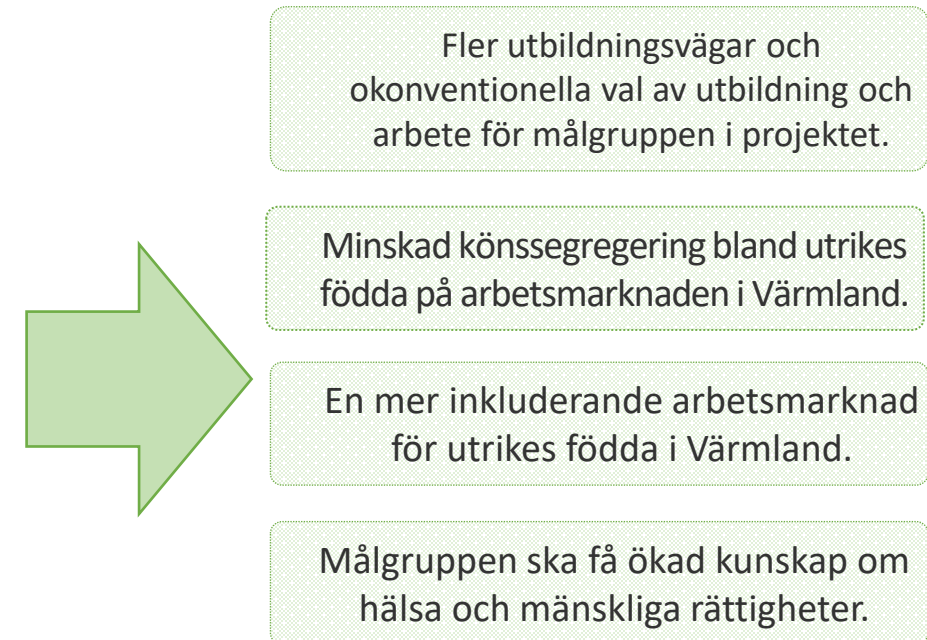 Fler utbildningsvägar och
okonventionella val av utbildning och
arbete för målgruppen i projektet.
Minskad könssegregering bland utrikes
födda på arbetsmarknaden i Värmland.
En mer inkluderande arbetsmarknad
för utrikes födda i Värmland.
Målgruppen ska få ökad kunskap om
hälsa och mänskliga rättigheter.